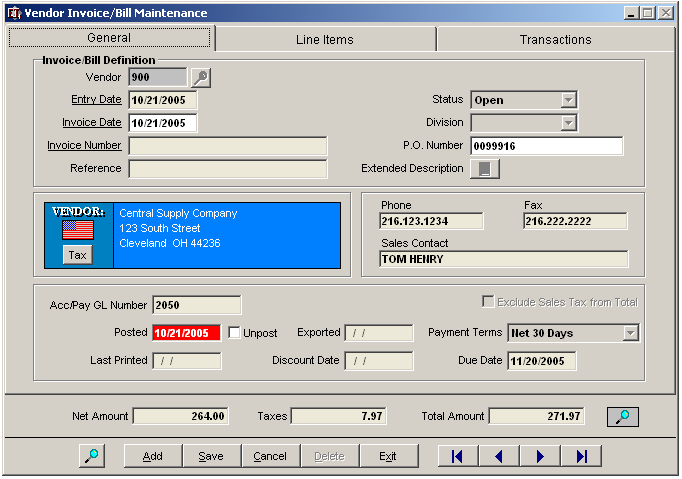 Vendor Invoice/Bill Maintenance
General Line Items Transactions
Invoice/Bill Definition
Vendor 900
Entry Date 10/21/2005 Status Open
Invoice Date 10/21/2005 Division
Invoice Number P.O. Number 0099916
Reference Extended Description
VENDOR:
Tax
Central Supply Company
123 South Street
Cleveland OH 44236
Phone Fax
216.123.1234 216.222.2222
Sales Contact
TOM HENRY
Acc/Pay GL Number 2050 Exclude Sales Tax from Total
Posted 10/21/2005 Unpost Exported / / Payment Terms Net 30 Days
Last Printed / / Discount Date / / Due Date 11/20/2005
Net Amount 264.00 Taxes 7.97 Total Amount 271.97
Add Save Cancel Delete Exit